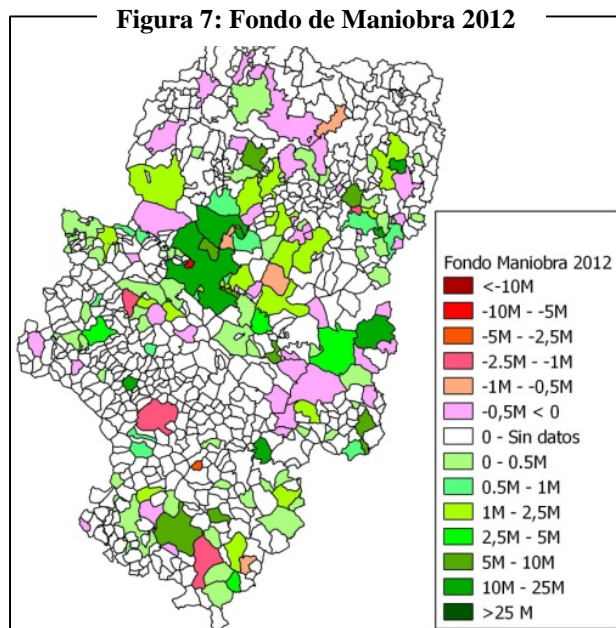 Figura 7: Fondo de Maniobra 2012
Fondo Maniobra 2012
<-10M
-10M - -5M
-5M - -2,5M
-2.5M - -1M
-1M - -0,5M
-0,5M < 0
0 - Sin datos
0 - 0.5M
0.5M - 1M
1M - 2,5M
2,5M - 5M
5M - 10M
10M - 25M
>25 M